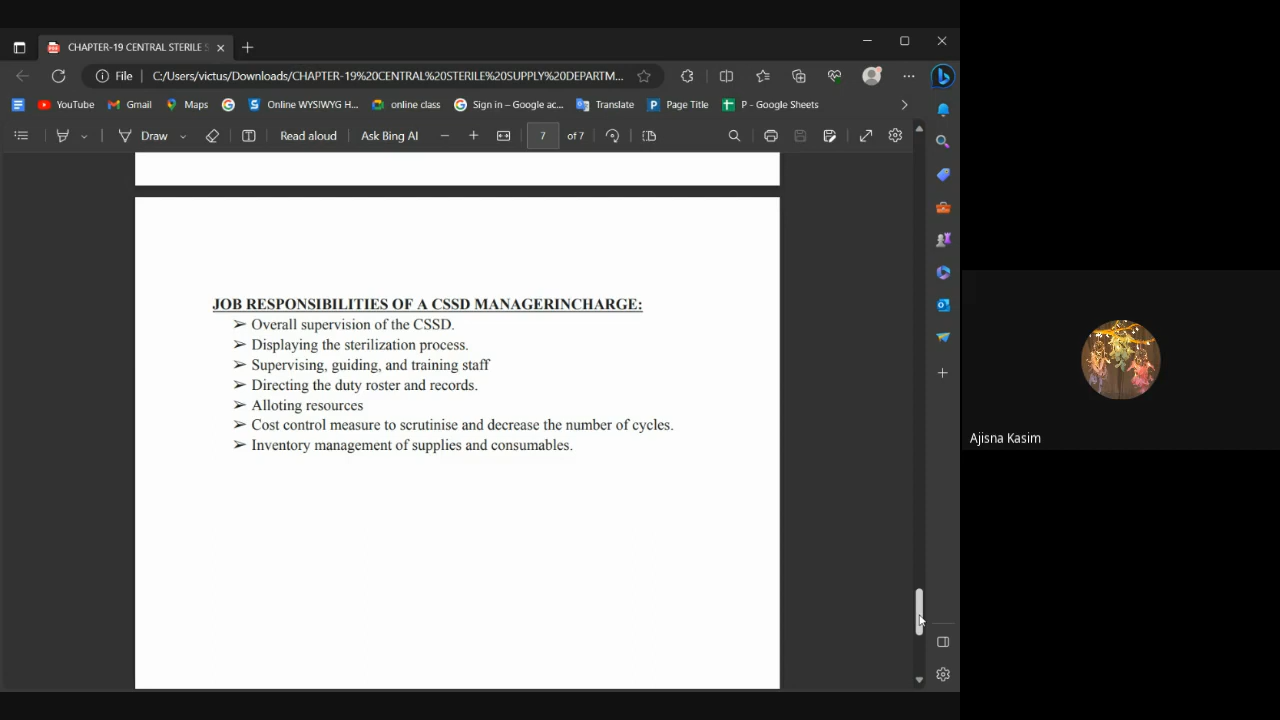 CHAPTER-19 CENTRAL STERILE S
File C:/Users/victus/Downloads/CHAPTER-19%20CENTRAL%20STERILE%20SUPPLY%20DEPARTM...
YouTube Gmail Maps Online WYSIWYG H... online class Sign in – Google ac... Translate Page Title P - Google Sheets
Draw Read aloud Ask Bing AI 7 of 7
JOB RESPONSIBILITIES OF A CSSD MANAGERINCHARGE:
➢ Overall supervision of the CSSD.
➢ Displaying the sterilization process.
➢ Supervising, guiding, and training staff
➢ Directing the duty roster and records.
➢ Alloting resources
➢ Cost control measure to scrutinise and decrease the number of cycles.
➢ Inventory management of supplies and consumables.
Ajisna Kasim